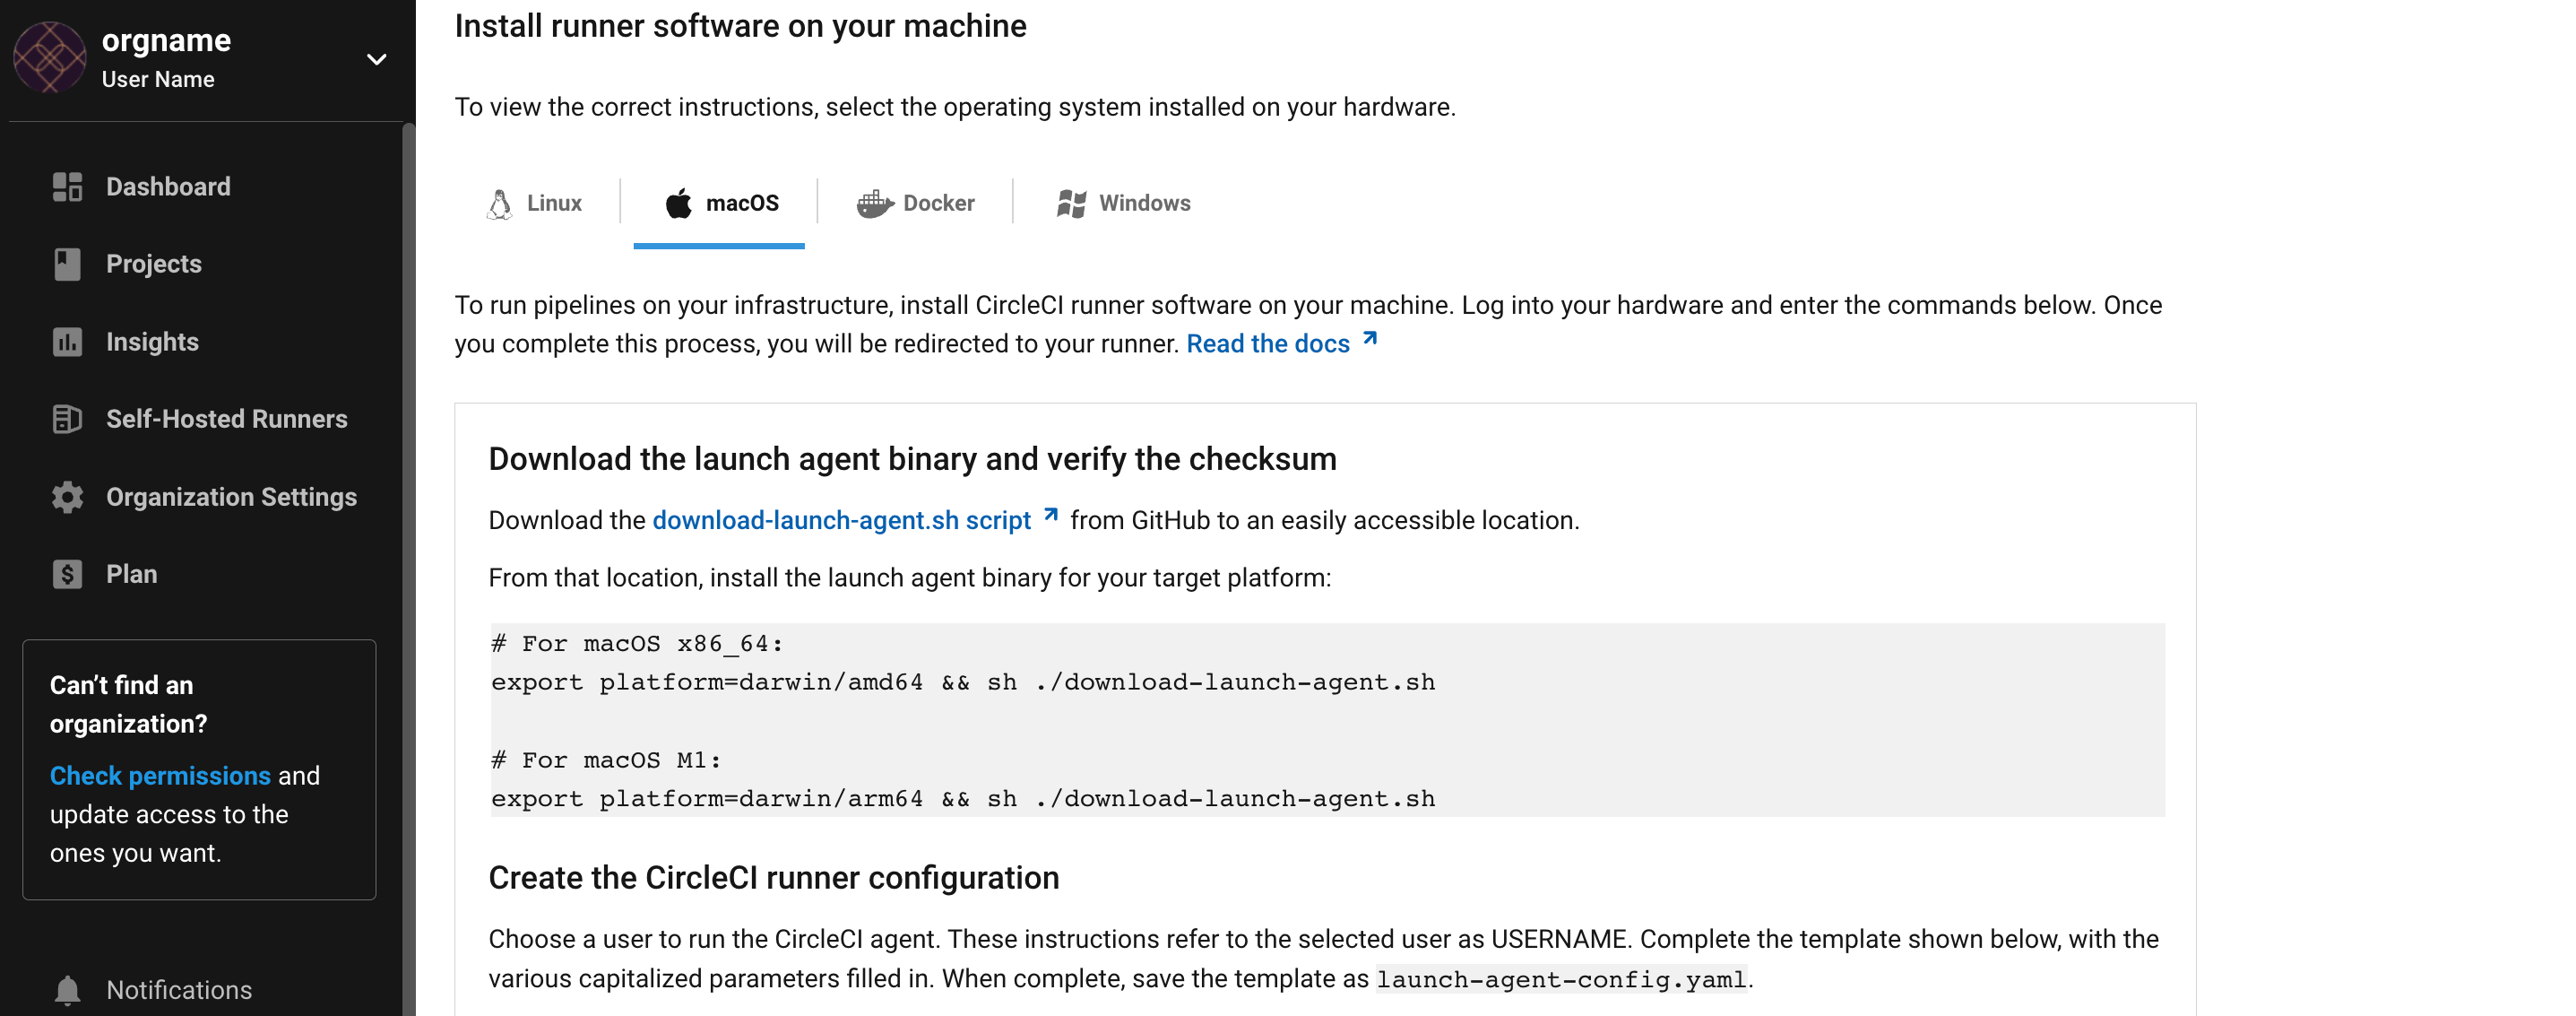 orgname
User Name
Dashboard
Projects
Insights
Self-Hosted Runners
Organization Settings
Plan
Can’t find an
organization?
Check permissions and
update access to the
ones you want.
Notifications
Install runner software on your machine
To view the correct instructions, select the operating system installed on your hardware.
Linux
macOS
Docker
Windows
To run pipelines on your infrastructure, install CircleCI runner software on your machine. Log into your hardware and enter the commands below. Once
you complete this process, you will be redirected to your runner. Read the docs
Download the launch agent binary and verify the checksum
Download the download-launch-agent.sh script from GitHub to an easily accessible location.
From that location, install the launch agent binary for your target platform:
# For macOS x86_64:
export platform=darwin/amd64 && sh ./download-launch-agent.sh
# For macOS M1:
export platform=darwin/arm64 && sh ./download-launch-agent.sh
Create the CircleCI runner configuration
Choose a user to run the CircleCI agent. These instructions refer to the selected user as USERNAME. Complete the template shown below, with the
various capitalized parameters filled in. When complete, save the template as launch-agent-config.yaml.